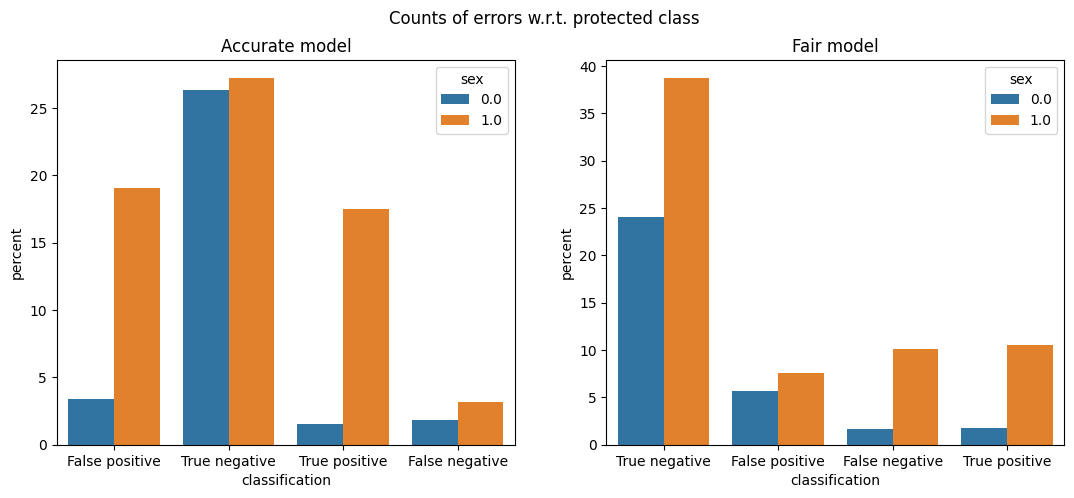 Counts of errors w.r.t. protected class
Accurate model
percent
25
20
15
10
5
0
sex
0.0
1.0
False positive
True negative
True positive
False negative
classification
Fair model
percent
40
35
30
25
20
15
10
5
0
sex
0.0
1.0
True negative
False positive
False negative
True positive
classification